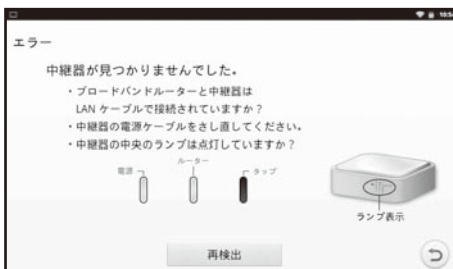 10:54
エラー
中継器が見つかりませんでした。
・ブロードバンドルーターと中継器は
LAN ケーブルで接続されていますか？
・中継器の電源ケーブルをさし直してください。
・中継器の中央のランプは点灯していますか？
電源
ルーター
タップ
ランプ表示
再検出